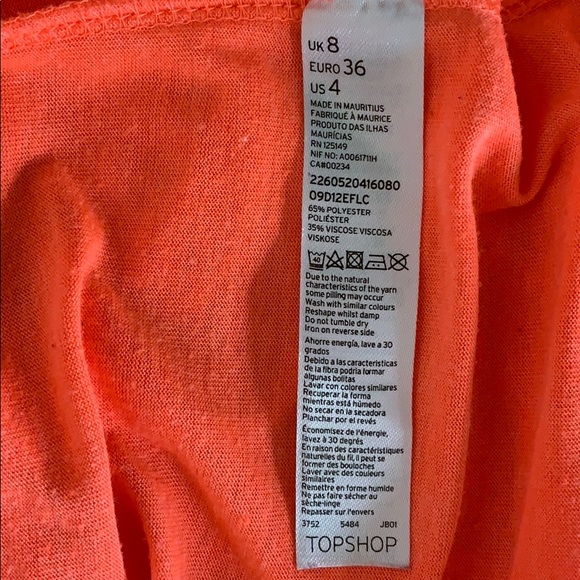 UK 8
EURO 36
US 4
MADE IN MAURITIUS
FABRIQUÉ À MAURICE
PRODUTO DAS ILHAS
MAURÍCIAS
RN 125149
NIF NO: A0061711H
CA#00234
2260520416080
09D12EFLC
65% POLYESTER
POLIÉSTER
35% VISCOSE VISCOSA
VISKOSE
40
Due to the natural
characteristics of the yarn
some pilling may occur
Wash with similar colours
Reshape whilst damp
Do not tumble dry
Iron on reverse side
Ahorre energía, lave a 30
grados
Debido a las características
de la fibra podría formar
algunas bolitas
Lavar con colores similares
Recuperar la forma
mientras está húmedo
No secar en la secadora
Planchar por el revés
Économisez de l'énergie,
lavez à 30 degrés
En raison des caractéristiques
naturelles du fil, il peut se
former des bouloches
Laver avec des couleurs
similaires
Remettre en forme humide
Ne pas faire sécher au
sèche-linge
Repasser sur l'envers
3752 5484 JB01
TOPSHOP